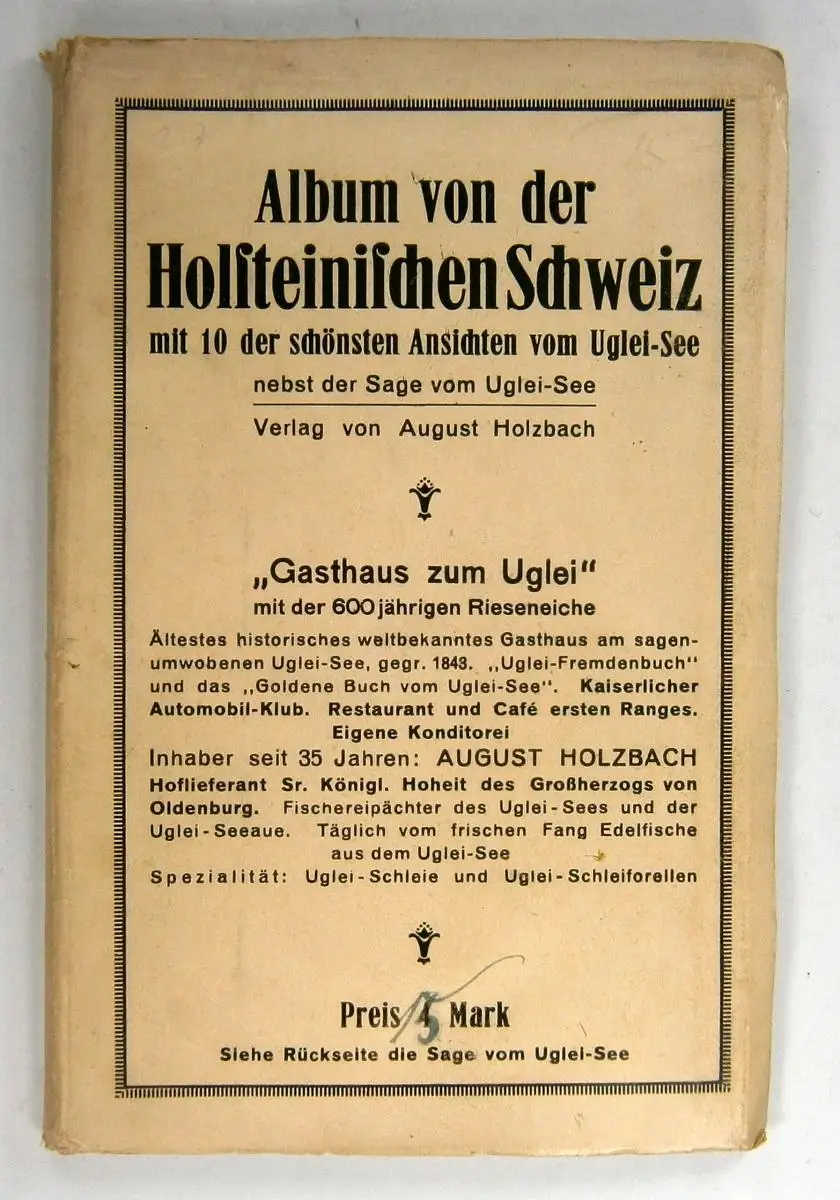 Album von der
Holſteiniſchen Schweiz
mit 10 der schönsten Ansichten vom Uglei-See
nebst der Sage vom Uglei-See
Verlag von August Holzbach
„Gasthaus zum Uglei"
mit der 600jährigen Rieseneiche
Ältestes historisches weltbekanntes Gasthaus am sagen-
umwobenen Uglei-See, gegr. 1843. „Uglei-Fremdenbuch"
und das „Goldene Buch vom Uglei-See". Kaiserlicher
Automobil-Klub. Restaurant und Café ersten Ranges.
Eigene Konditorei
Inhaber seit 35 Jahren: AUGUST HOLZBACH
Hoflieferant Sr. Königl. Hoheit des Großherzogs von
Oldenburg. Fischereipächter des Uglei-Sees und der
Uglei-Seeaue. Täglich vom frischen Fang Edelfische
aus dem Uglei-See
Spezialität: Uglei-Schleie und Uglei-Schleiforellen
Preis 4 Mark
Siehe Rückseite die Sage vom Uglei-See